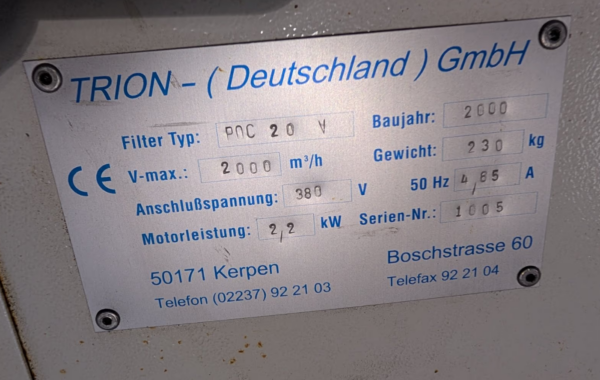 TRION – ( Deutschland ) GmbH
Filter Typ: POC 20 V Baujahr: 2000
CE V-max.: 2000 m³/h Gewicht: 230 kg
Anschlußspannung: 380 V 50 Hz 4,85 A
Motorleistung: 2,2 kW Serien-Nr.: 1005
50171 Kerpen Boschstrasse 60
Telefon (02237) 92 21 03 Telefax 92 21 04